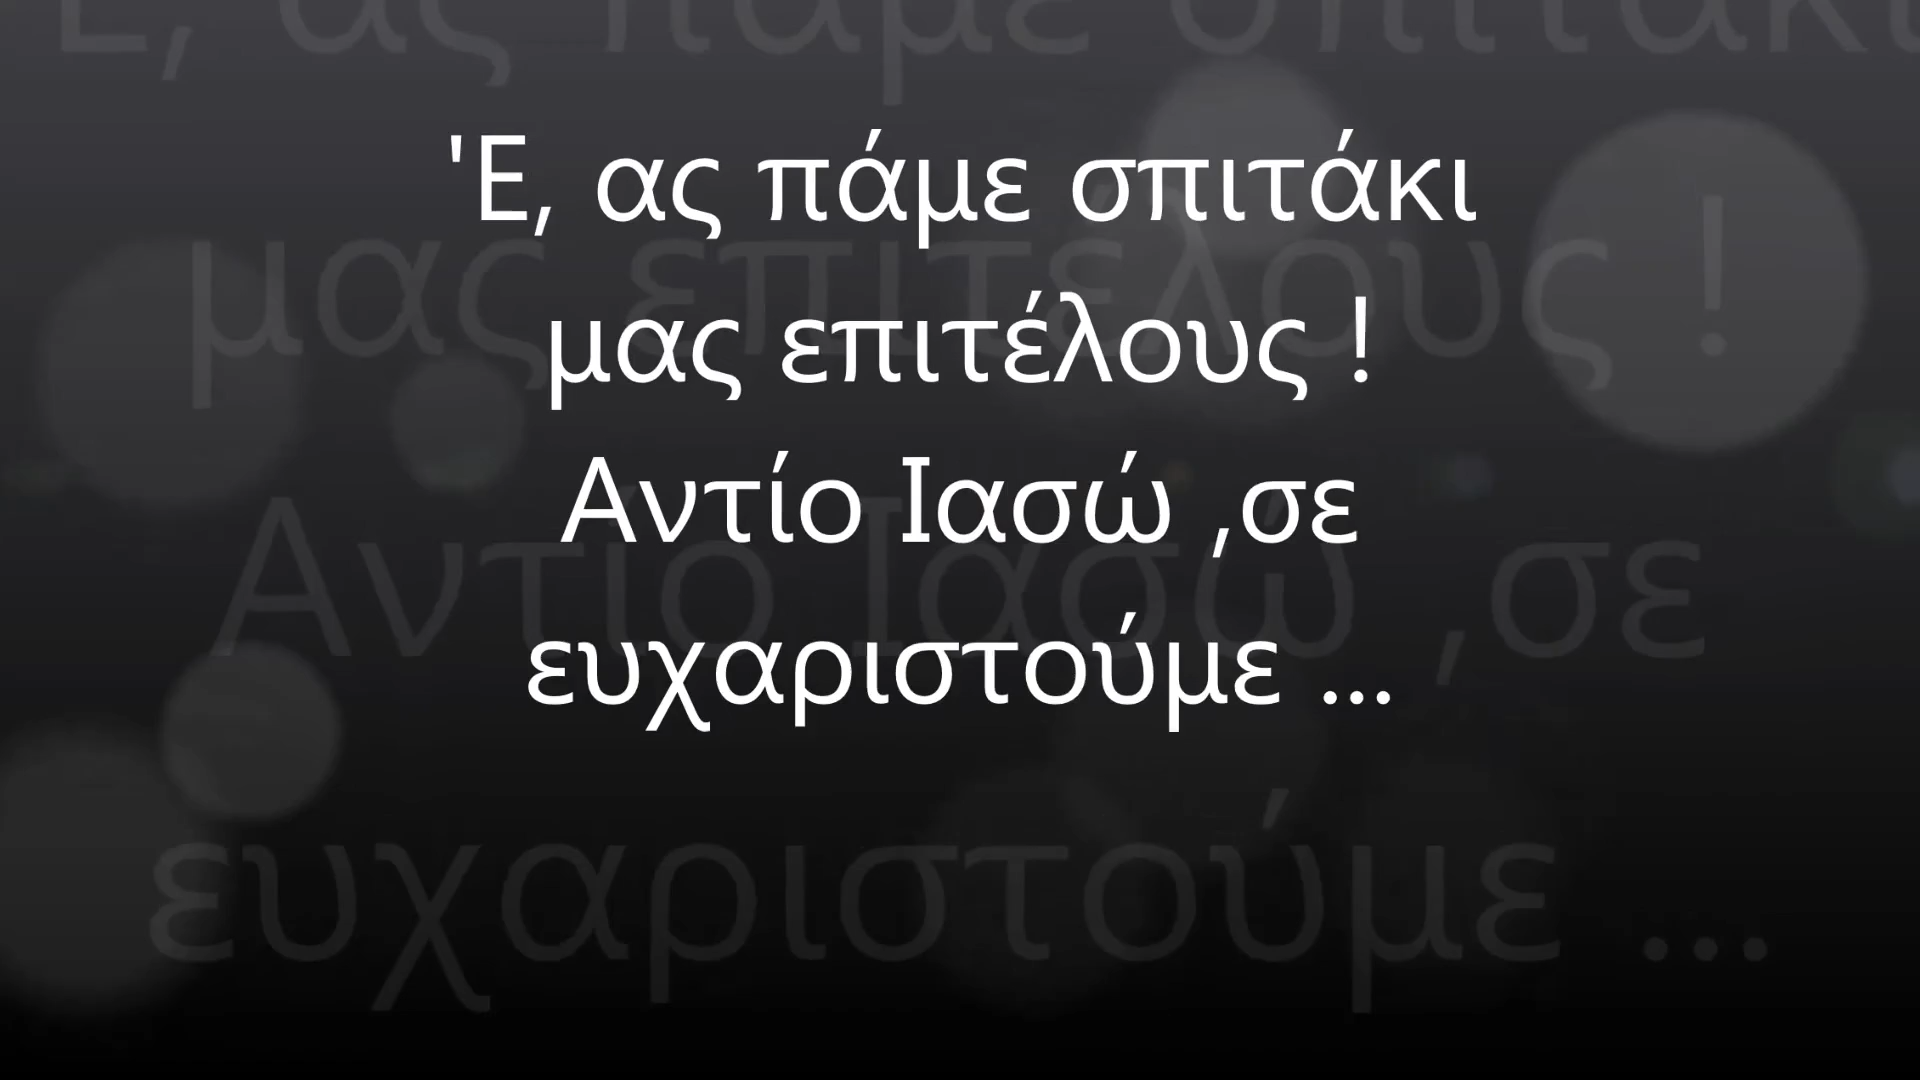 'Ε, ας πάμε σπιτάκι
μας επιτέλους !
Αντίο Ιασώ ,σε
ευχαριστούμε ...